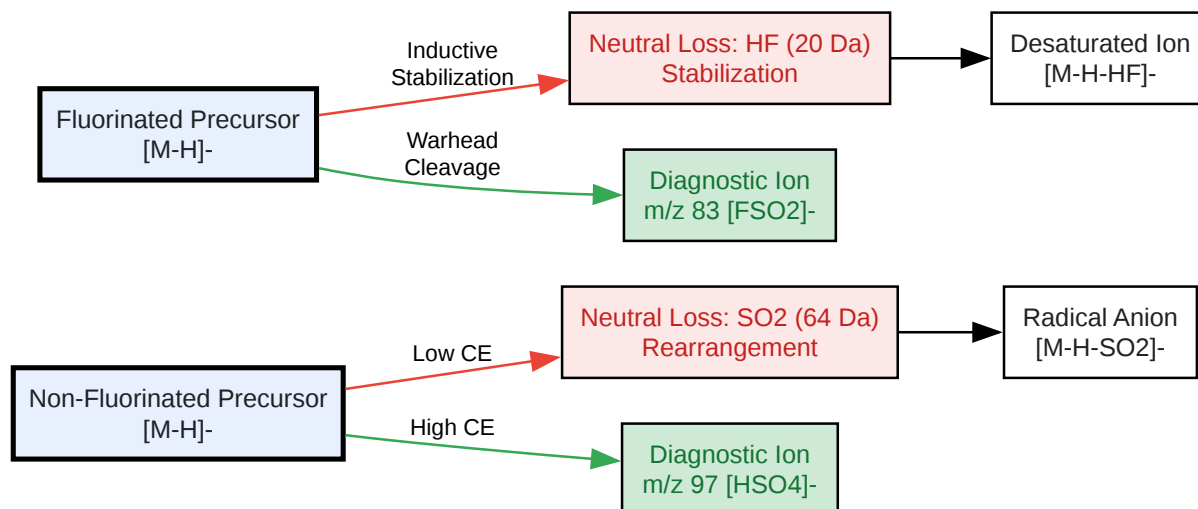 Inductive
Stabilization
Neutral Loss: HF (20 Da)
Stabilization
Desaturated Ion
[M-H-HF]-
Fluorinated Precursor
[M-H]-
Warhead
Cleavage
Diagnostic Ion
m/z 83 [FSO2]-
Neutral Loss: SO2 (64 Da)
Rearrangement
Radical Anion
[M-H-SO2]-
Low CE
Non-Fluorinated Precursor
[M-H]-
High CE
Diagnostic Ion
m/z 97 [HSO4]-